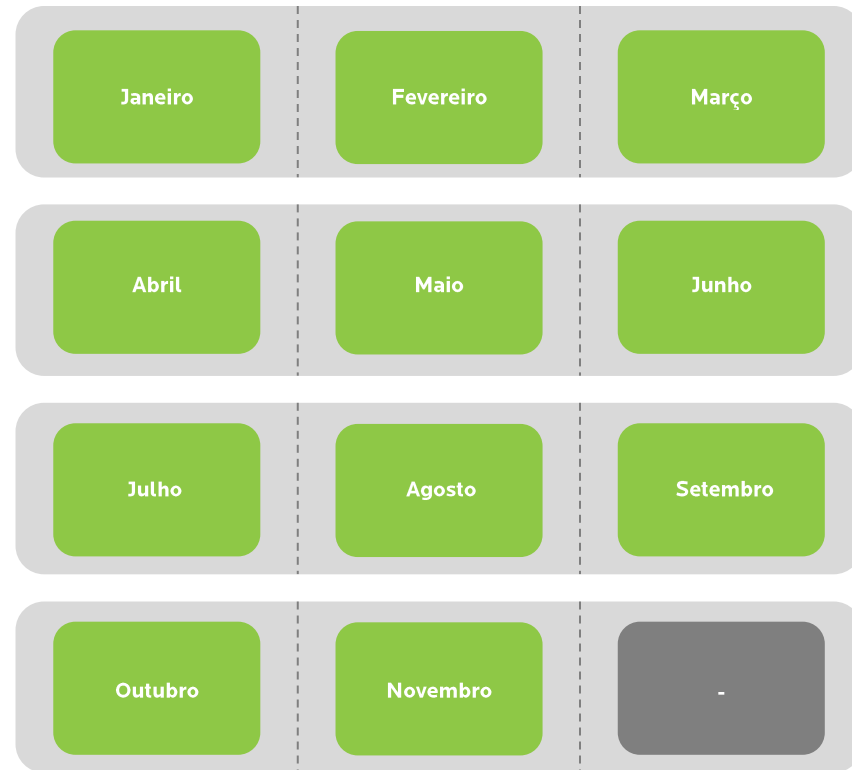 Janeiro
Fevereiro
Março
Abril
Maio
Junho
Julho
Agosto
Setembro
Outubro
Novembro
-